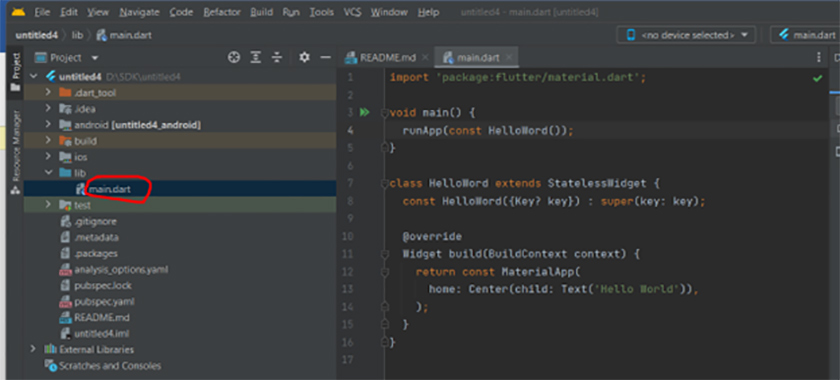 File Edit View Navigate Code Refactor Build Run Tools VCS Window Help untitled4 - main.dart [untitled4]
untitled4 lib main.dart <no device selected> main.dart
Project
Resource Manager
Project
untitled4 D:\SDK\untitled4
.dart_tool
.idea
android [untitled4_android]
build
ios
lib
main.dart
test
.gitignore
.metadata
.packages
analysis_options.yaml
pubspec.lock
pubspec.yaml
README.md
untitled4.iml
External Libraries
Scratches and Consoles
README.md main.dart
1 import 'package:flutter/material.dart';
2
3 void main() {
4 runApp(const HelloWord());
5 }
6
7 class HelloWord extends StatelessWidget {
8 const HelloWord({Key? key}) : super(key: key);
9
10 @override
11 Widget build(BuildContext context) {
12 return const MaterialApp(
13 home: Center(child: Text('Hello World')),
14 );
15 }
16 }
17